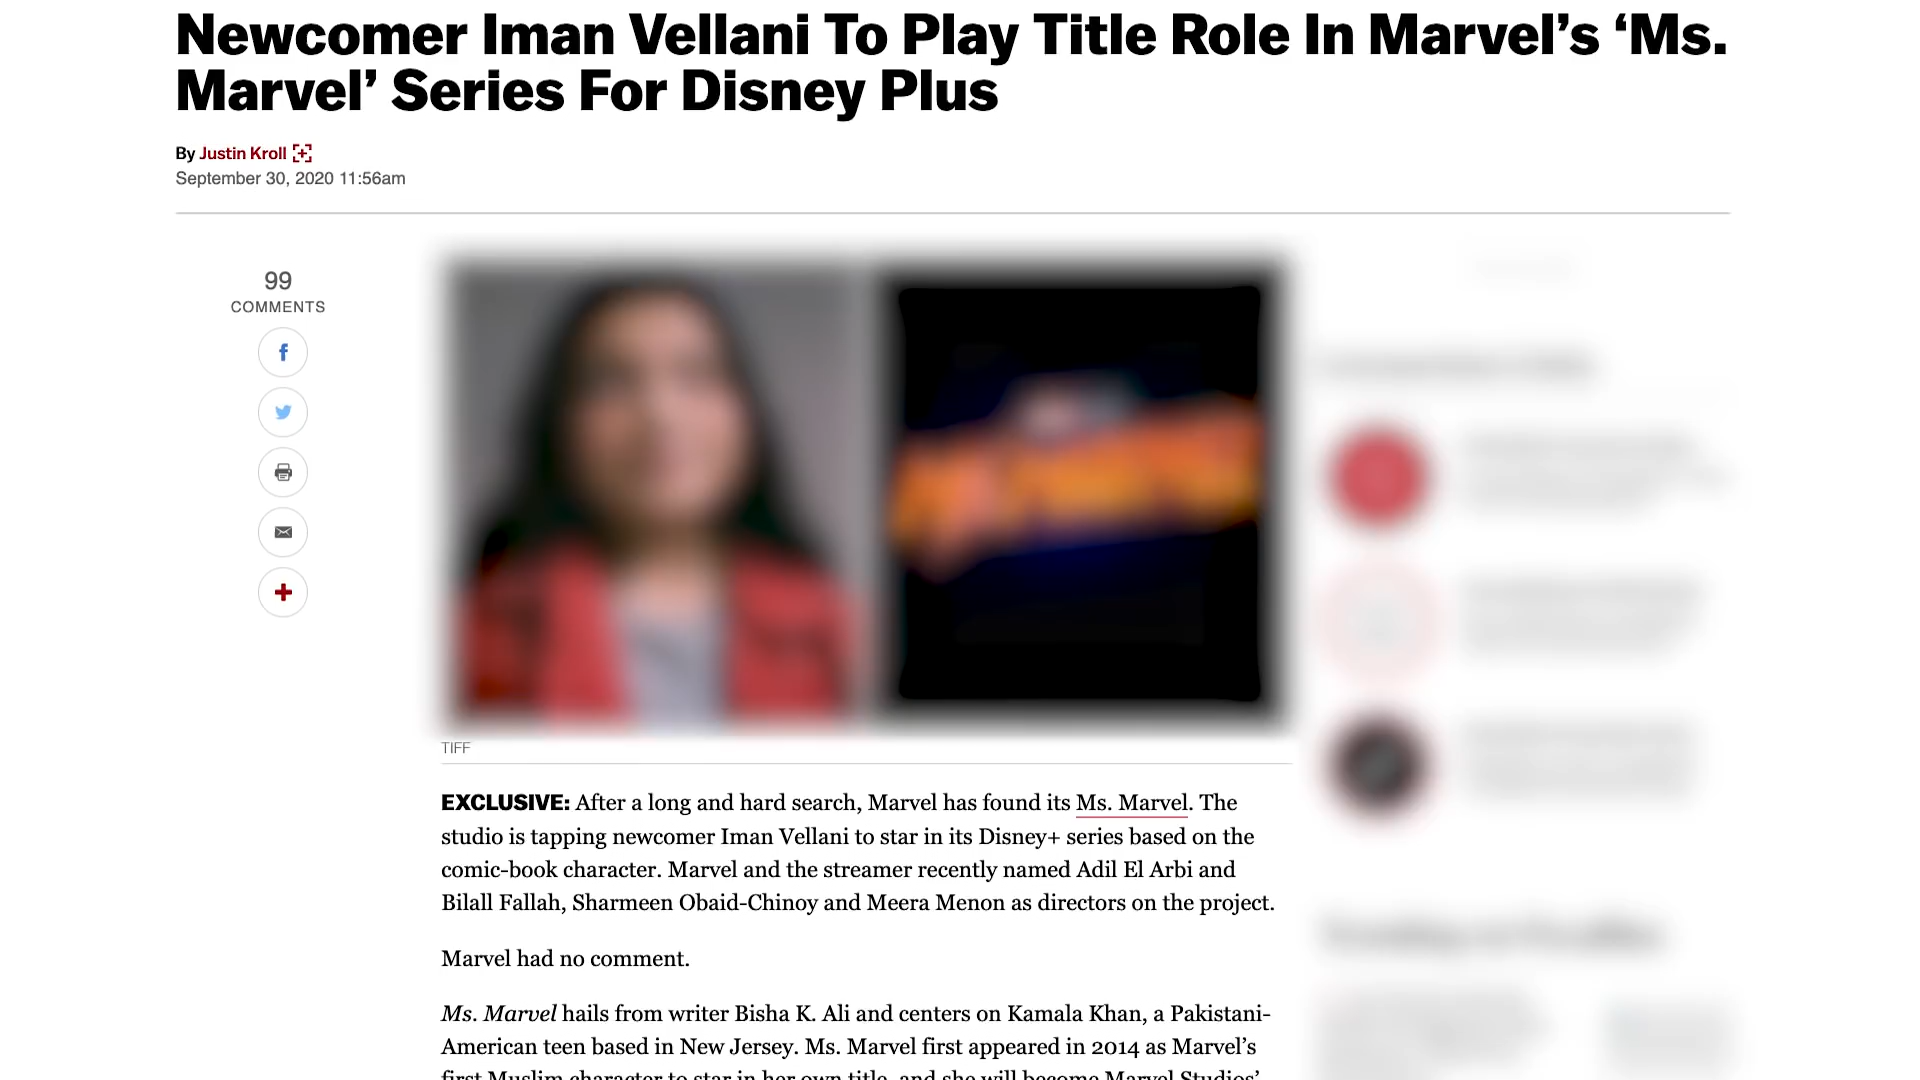 Newcomer Iman Vellani To Play Title Role In Marvel’s ‘Ms.
Marvel’ Series For Disney Plus
By Justin Kroll
September 30, 2020 11:56am
99
COMMENTS
TIFF
EXCLUSIVE: After a long and hard search, Marvel has found its Ms. Marvel. The
studio is tapping newcomer Iman Vellani to star in its Disney+ series based on the
comic-book character. Marvel and the streamer recently named Adil El Arbi and
Bilall Fallah, Sharmeen Obaid-Chinoy and Meera Menon as directors on the project.
Marvel had no comment.
Ms. Marvel hails from writer Bisha K. Ali and centers on Kamala Khan, a Pakistani-
American teen based in New Jersey. Ms. Marvel first appeared in 2014 as Marvel’s
first Muslim character to star in her own title, and she will become Marvel Studios’